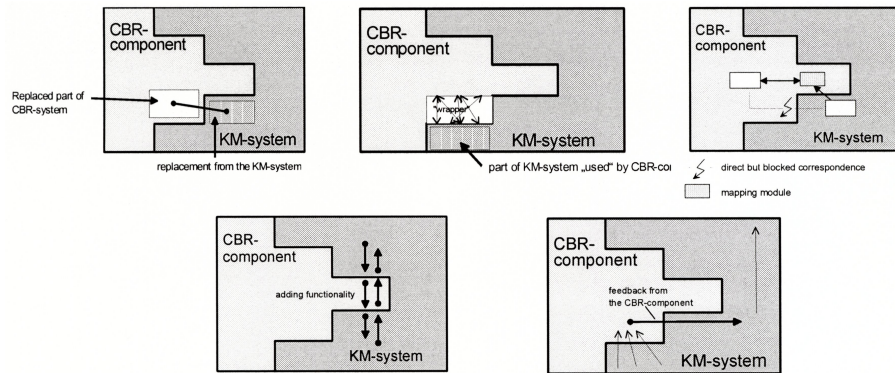 CBR-
component
Replaced part of
CBR-system
KM-system
replacement from the KM-system
CBR-
component
"wrapper"
KM-system
part of KM-system „used“ by CBR-cor
CBR-
component
KM-system
direct but blocked correspondence
mapping module
CBR-
component
adding functionality
KM-system
CBR-
component
feedback from
the CBR-component
KM-system